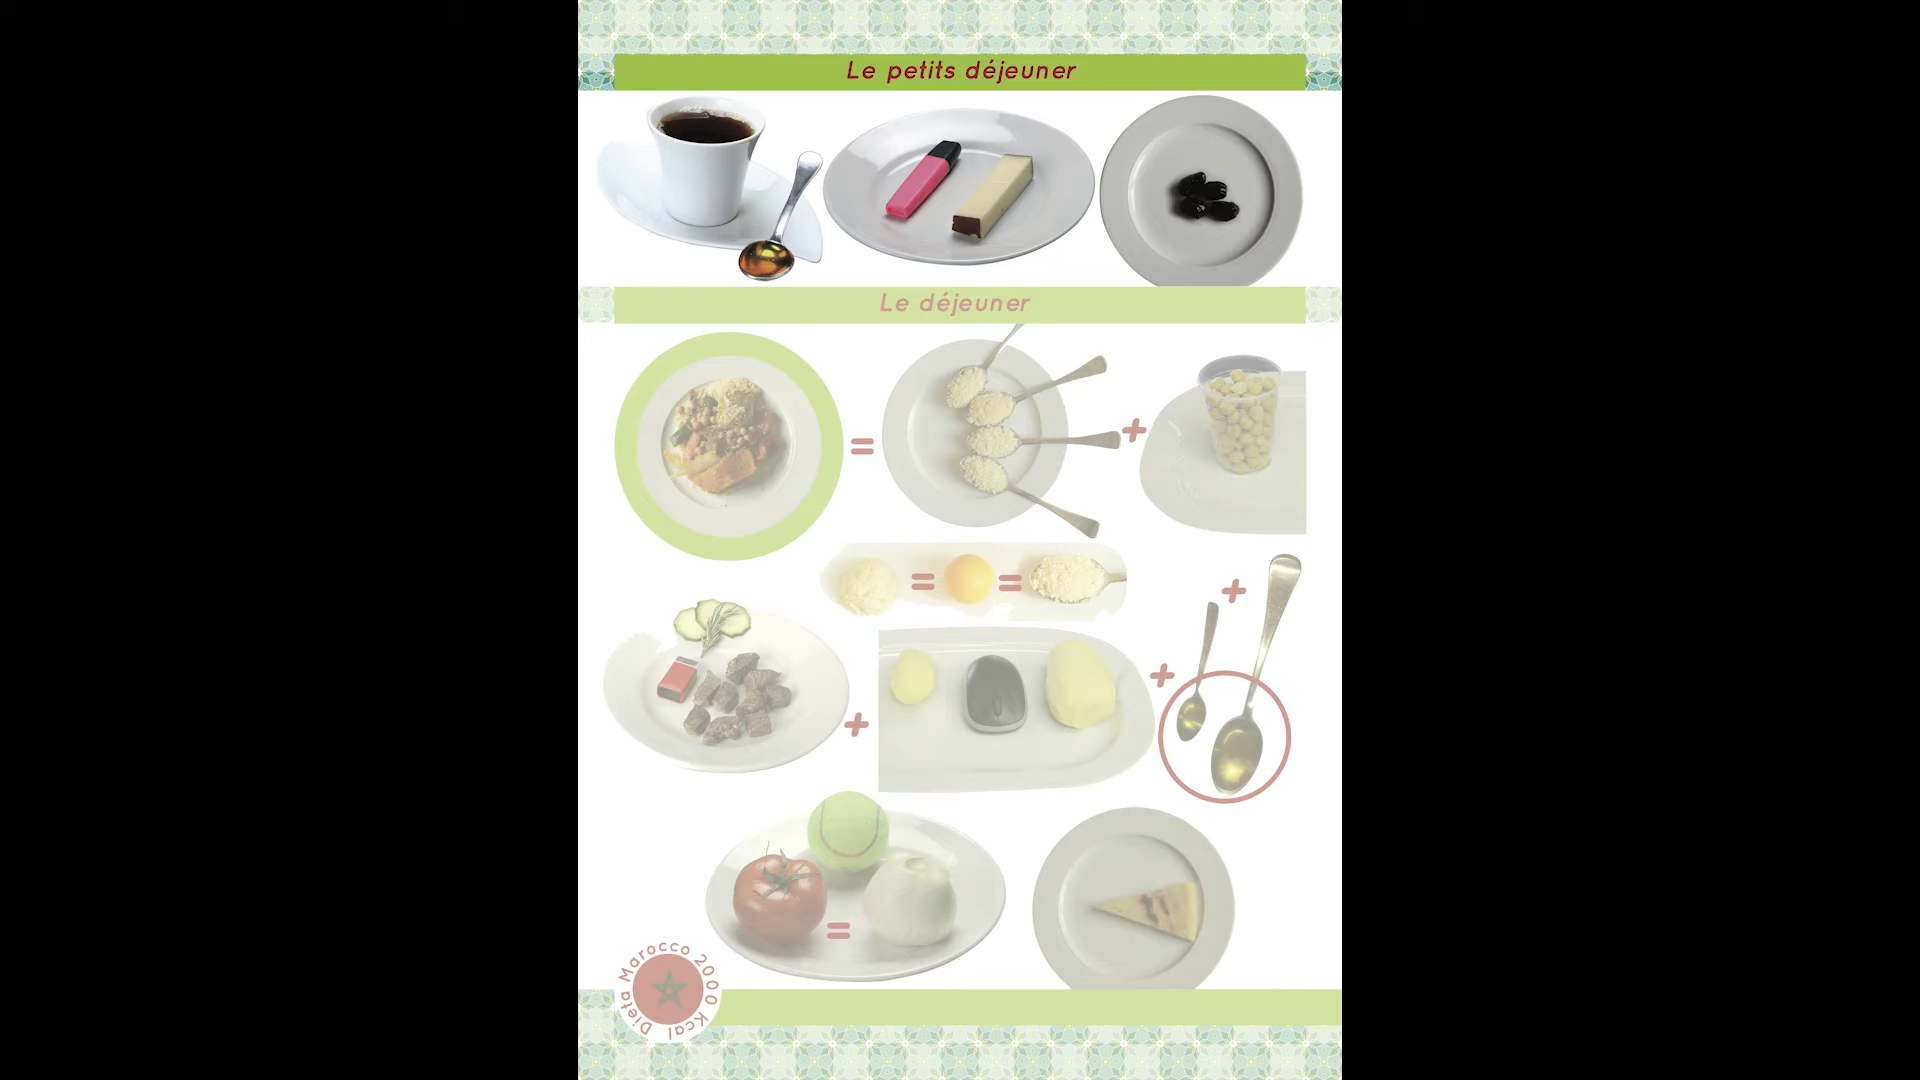 Le petits déjeuner
Le déjeuner
=
+
= =
+
+
+
=
Dieta Marocco 2000 Kcal